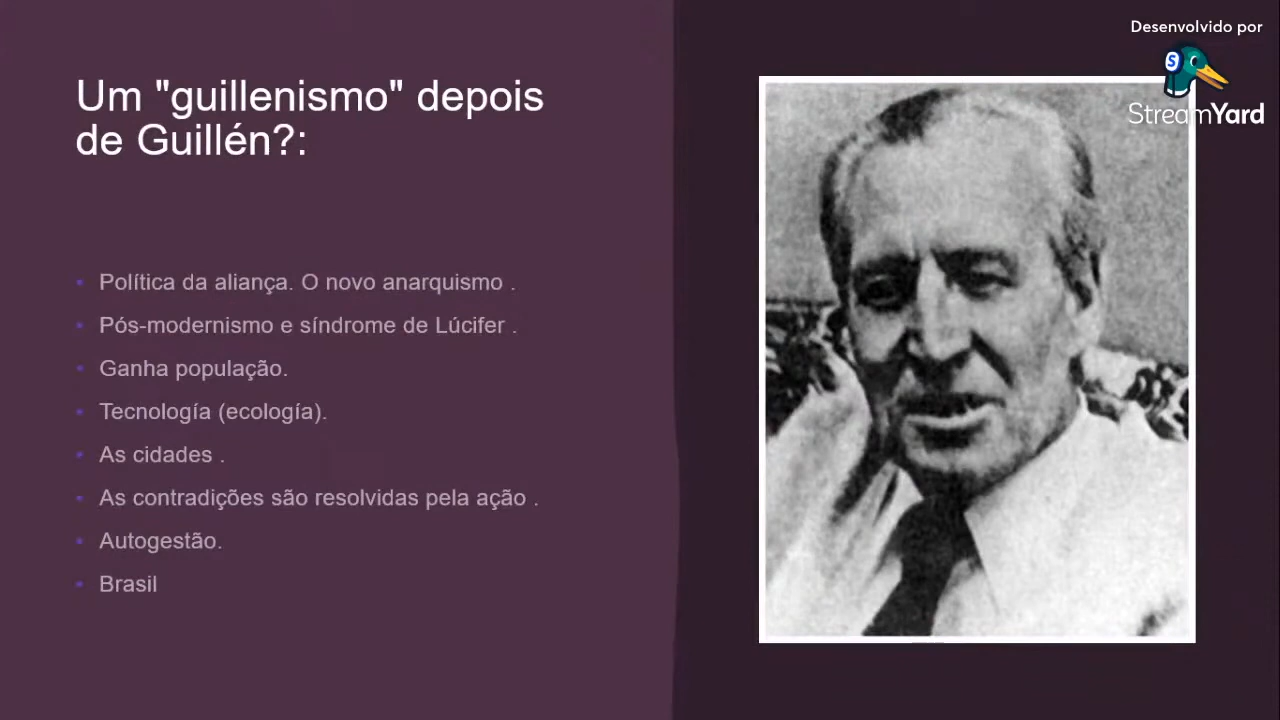 Desenvolvido por
StreamYard
Um "guillenismo" depois
de Guillén?:
• Política da aliança. O novo anarquismo .
• Pós-modernismo e síndrome de Lúcifer .
• Ganha população.
• Tecnología (ecología).
• As cidades .
• As contradições são resolvidas pela ação .
• Autogestão.
• Brasil